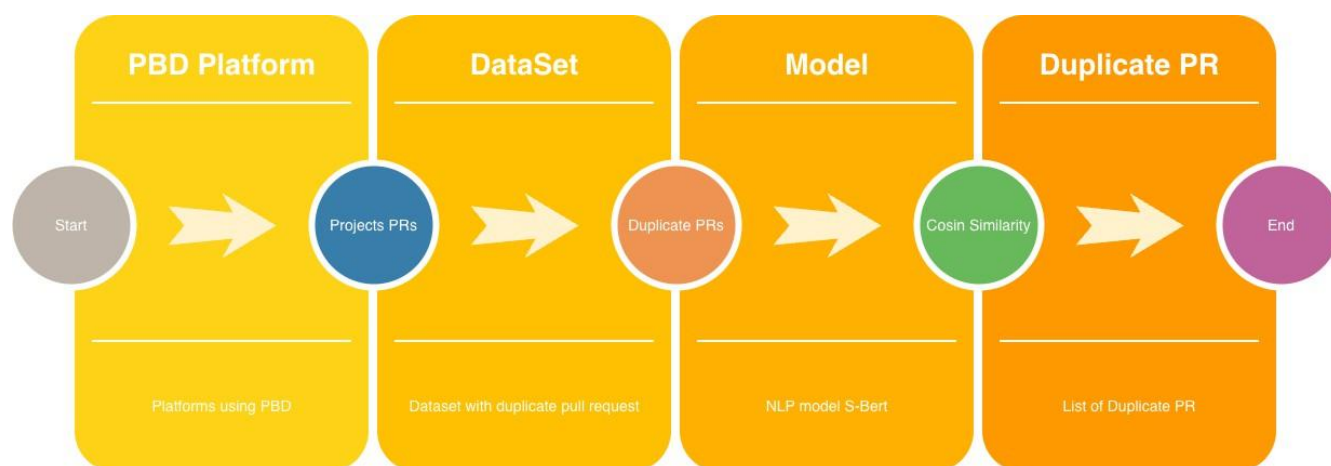 PBD Platform
DataSet
Model
Duplicate PR
Start
Projects PRs
Duplicate PRs
Cosin Similarity
End
Platforms using PBD
Dataset with duplicate pull request
NLP model S-Bert
List of Duplicate PR